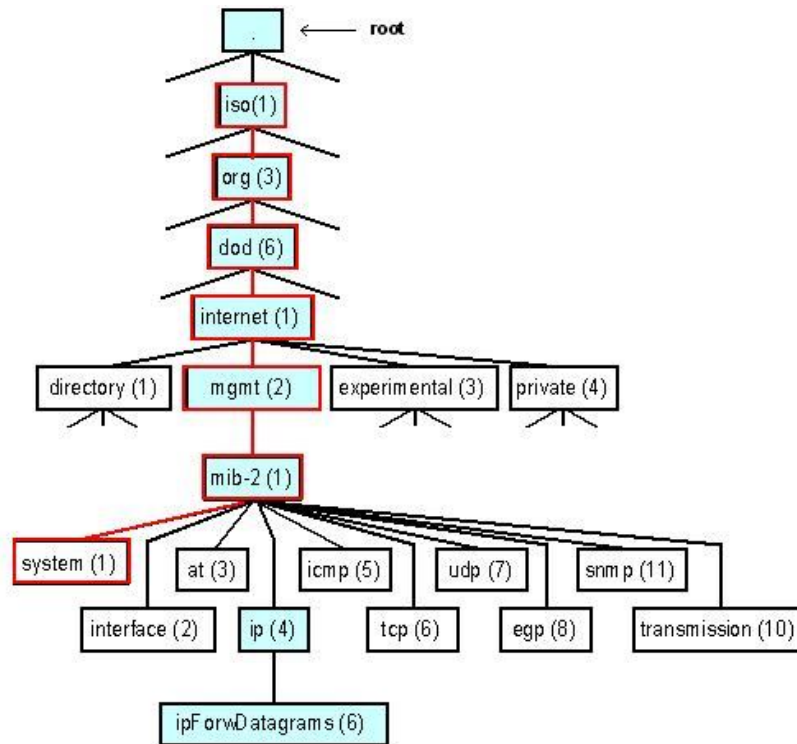 .
root
iso(1)
org (3)
dod (6)
internet (1)
directory (1)
mgmt (2)
experimental (3)
private (4)
mib-2 (1)
system (1)
at (3)
icmp (5)
udp (7)
snmp (11)
interface (2)
ip (4)
tcp (6)
egp (8)
transmission (10)
ipForwDatagrams (6)